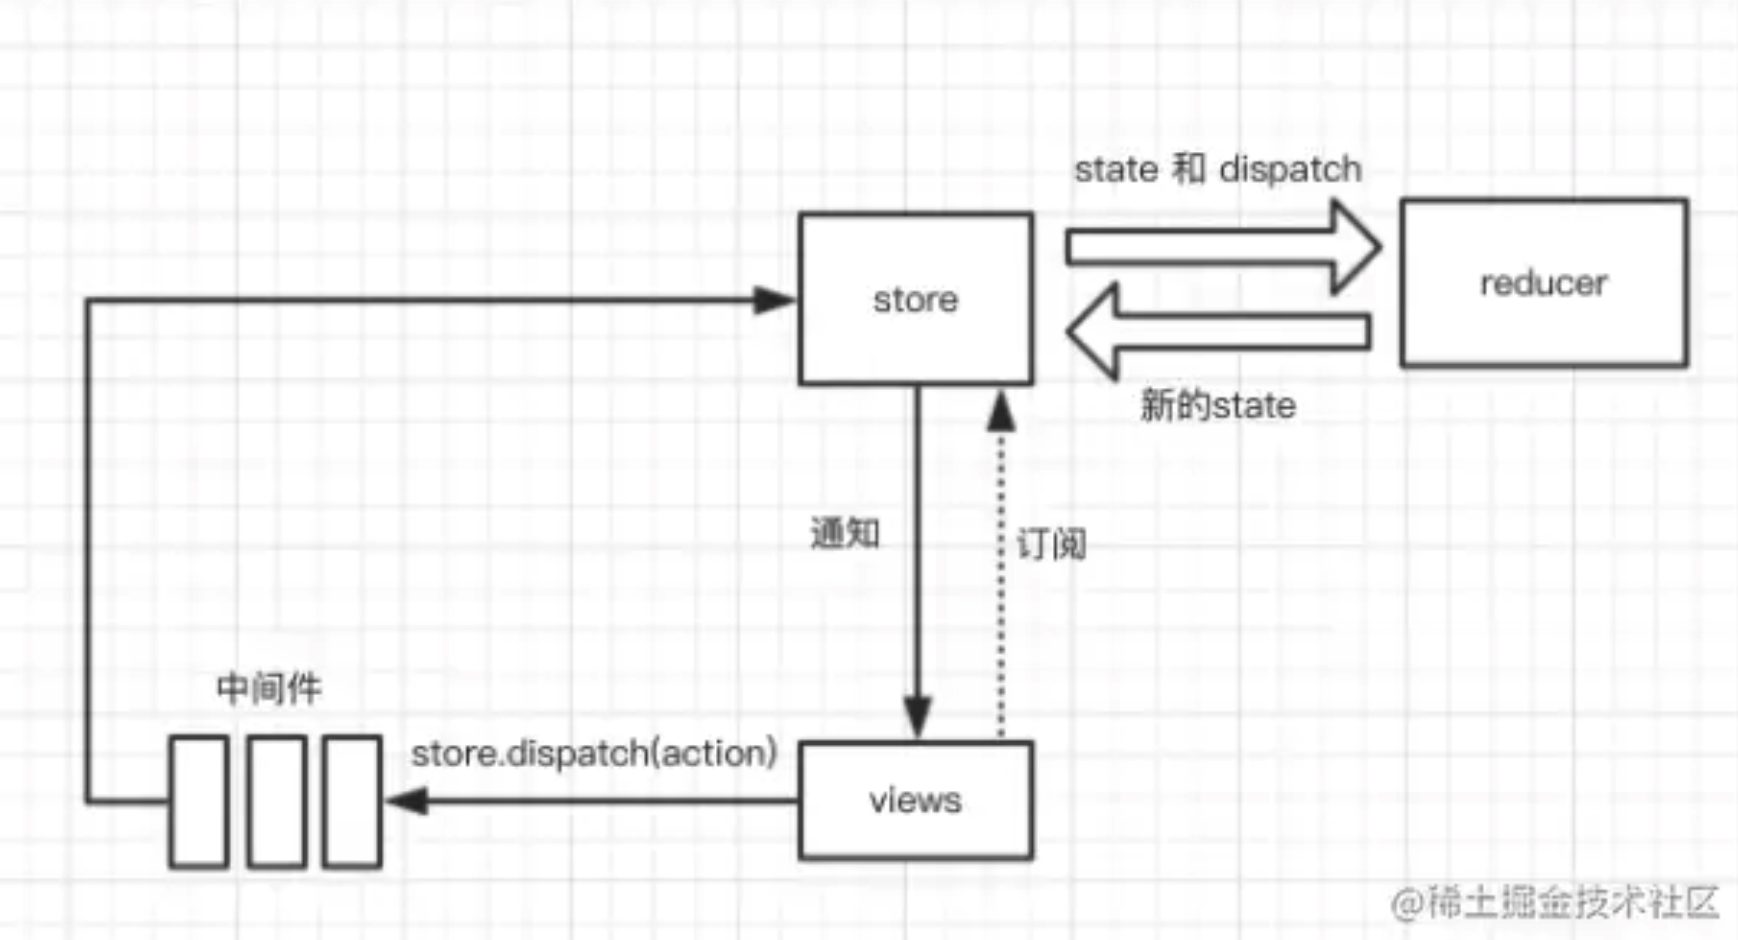 state 和 dispatch
store
reducer
新的state
通知
订阅
中间件
store.dispatch(action)
views
@稀土掘金技术社区